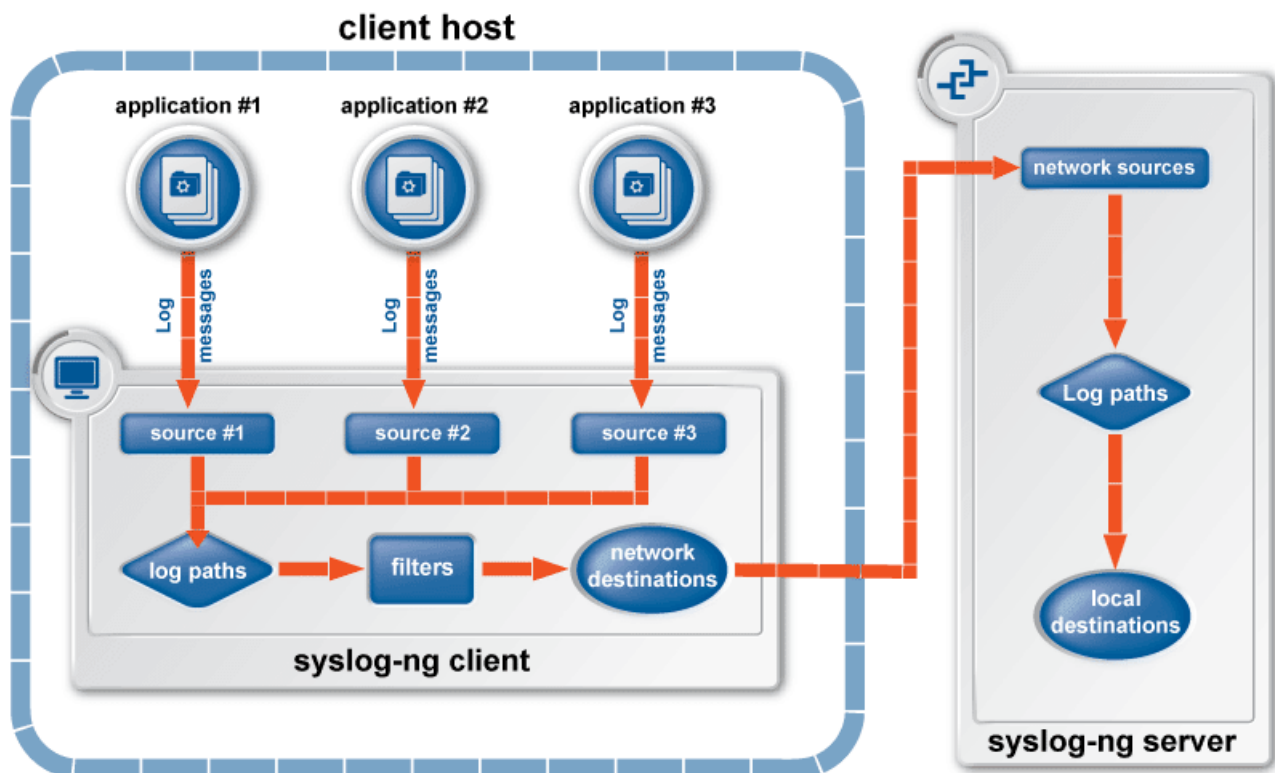 client host
application #1
application #2
application #3
Log
messages
Log
messages
Log
messages
source #1
source #2
source #3
log paths
filters
network
destinations
syslog-ng client
network sources
Log paths
local
destinations
syslog-ng server